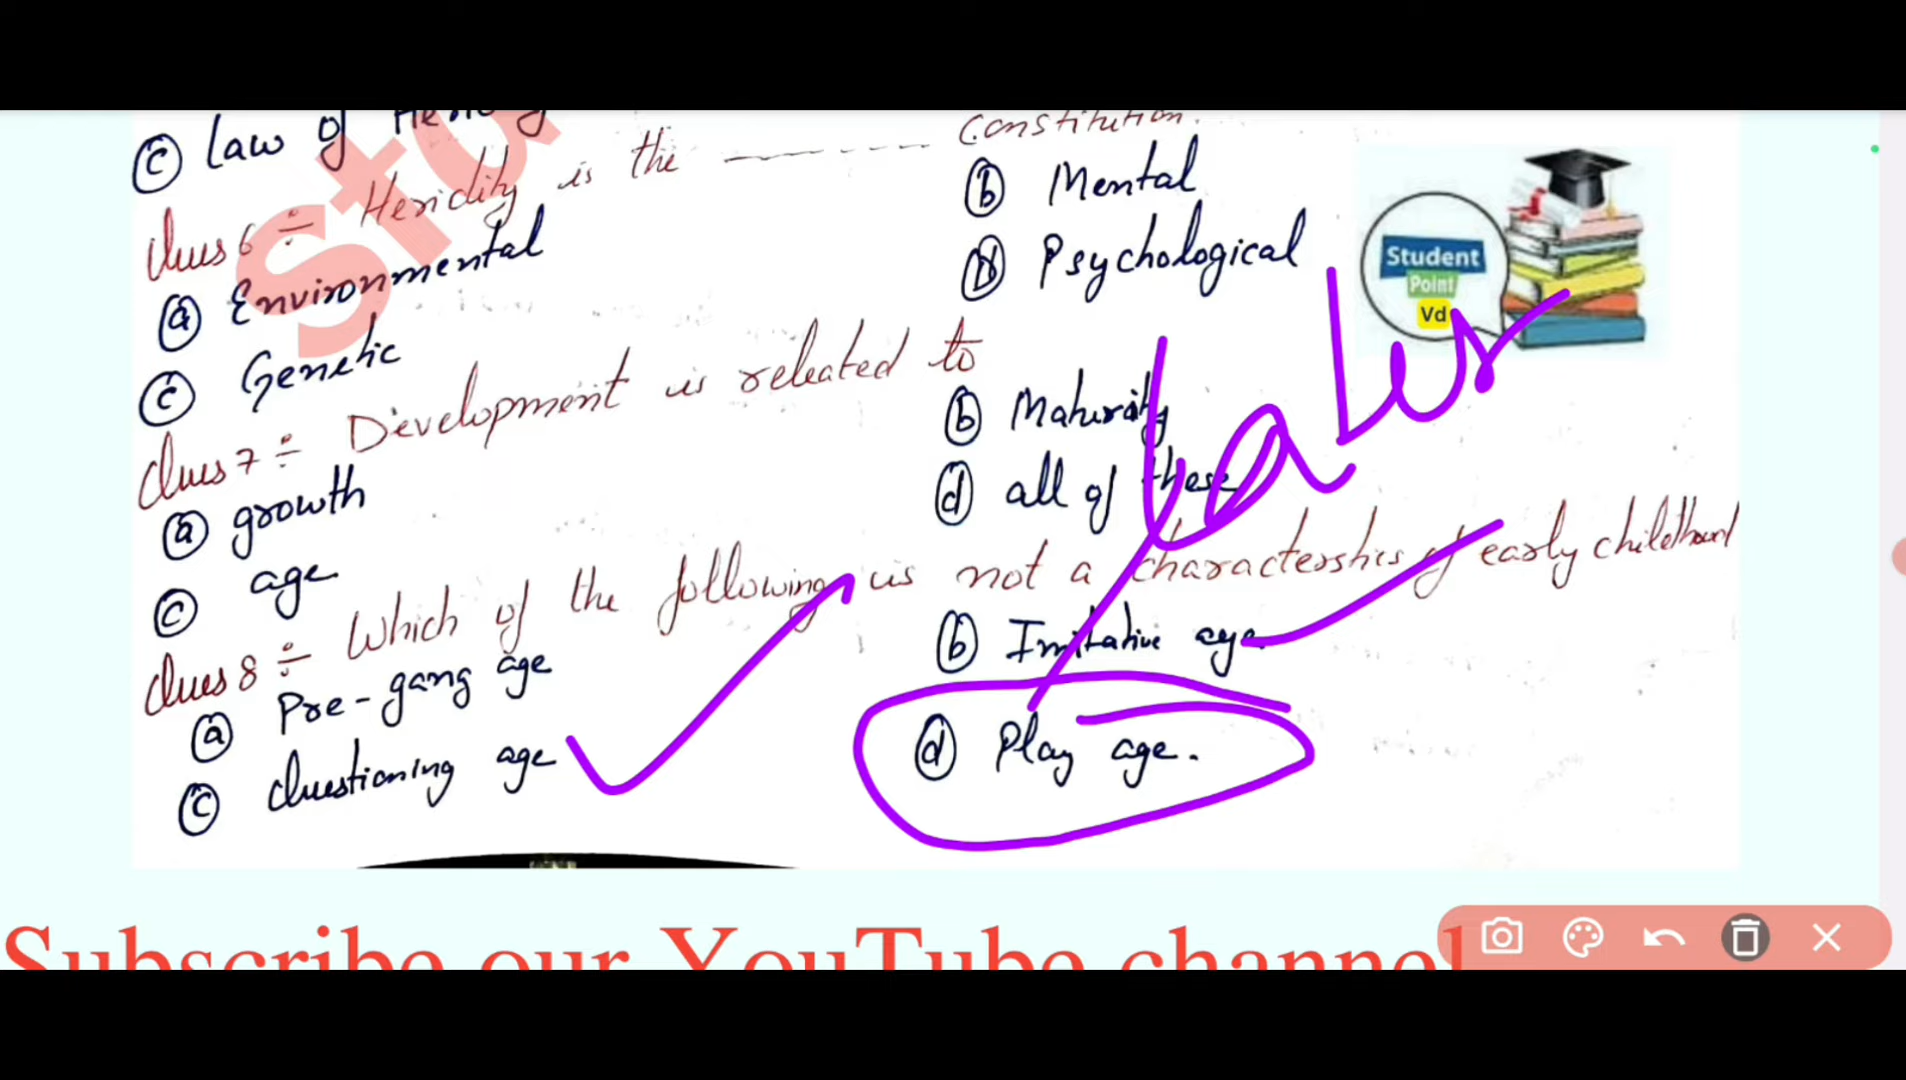 (c) Law of
Constitution.
Ques 6 ÷ Heridity is the ---------
(a) Environmental
(b) Mental
(c) Genetic
(d) Psychological
Student
Point
Vd
Ques 7 ÷ Development is releated to
(a) growth
(b) Maturity
(c) age
(d) all of these
Ques 8 ÷ Which of the following is not a characterstics of early childhood
(a) Pre-gang age
(b) Imitative age
(c) Questioning age
(d) Play age.
Later
Subscribe our YouTube channel